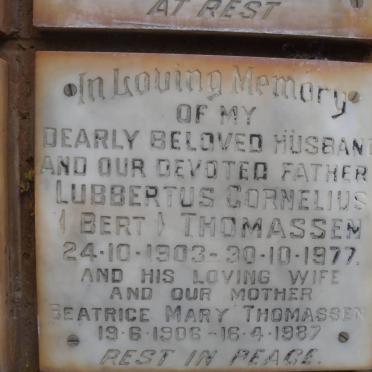 AT REST
In Loving Memory
OF MY
DEARLY BELOVED HUSBAND
AND OUR DEVOTED FATHER
LUBBERTUS CORNELIUS
(BERT) THOMASSEN
24·10·1903-30·10·1977.
AND HIS LOVING WIFE
AND OUR MOTHER
BEATRICE MARY THOMASSEN
19·6·1906-16·4·1987
REST IN PEACE.